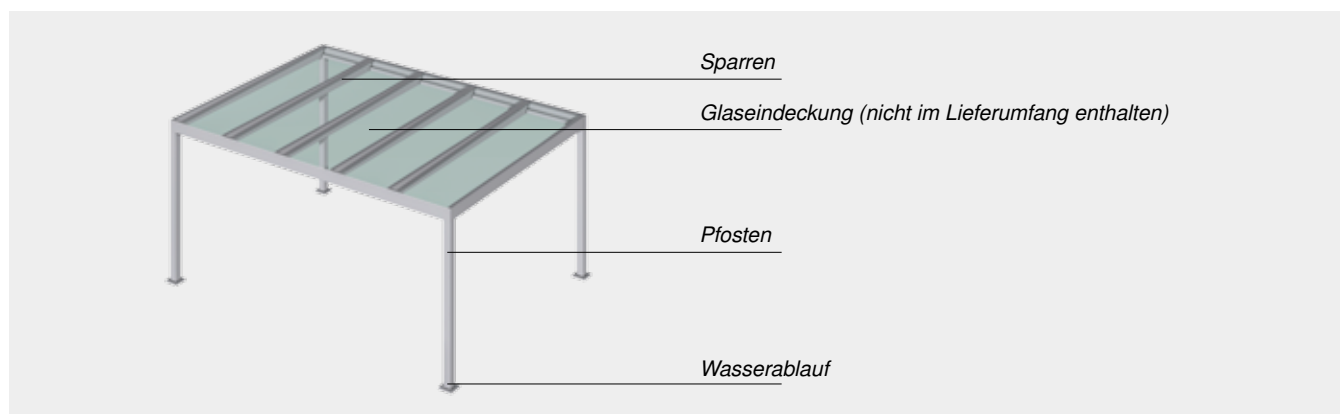 Sparren
Glaseindeckung (nicht im Lieferumfang enthalten)
Pfosten
Wasserablauf